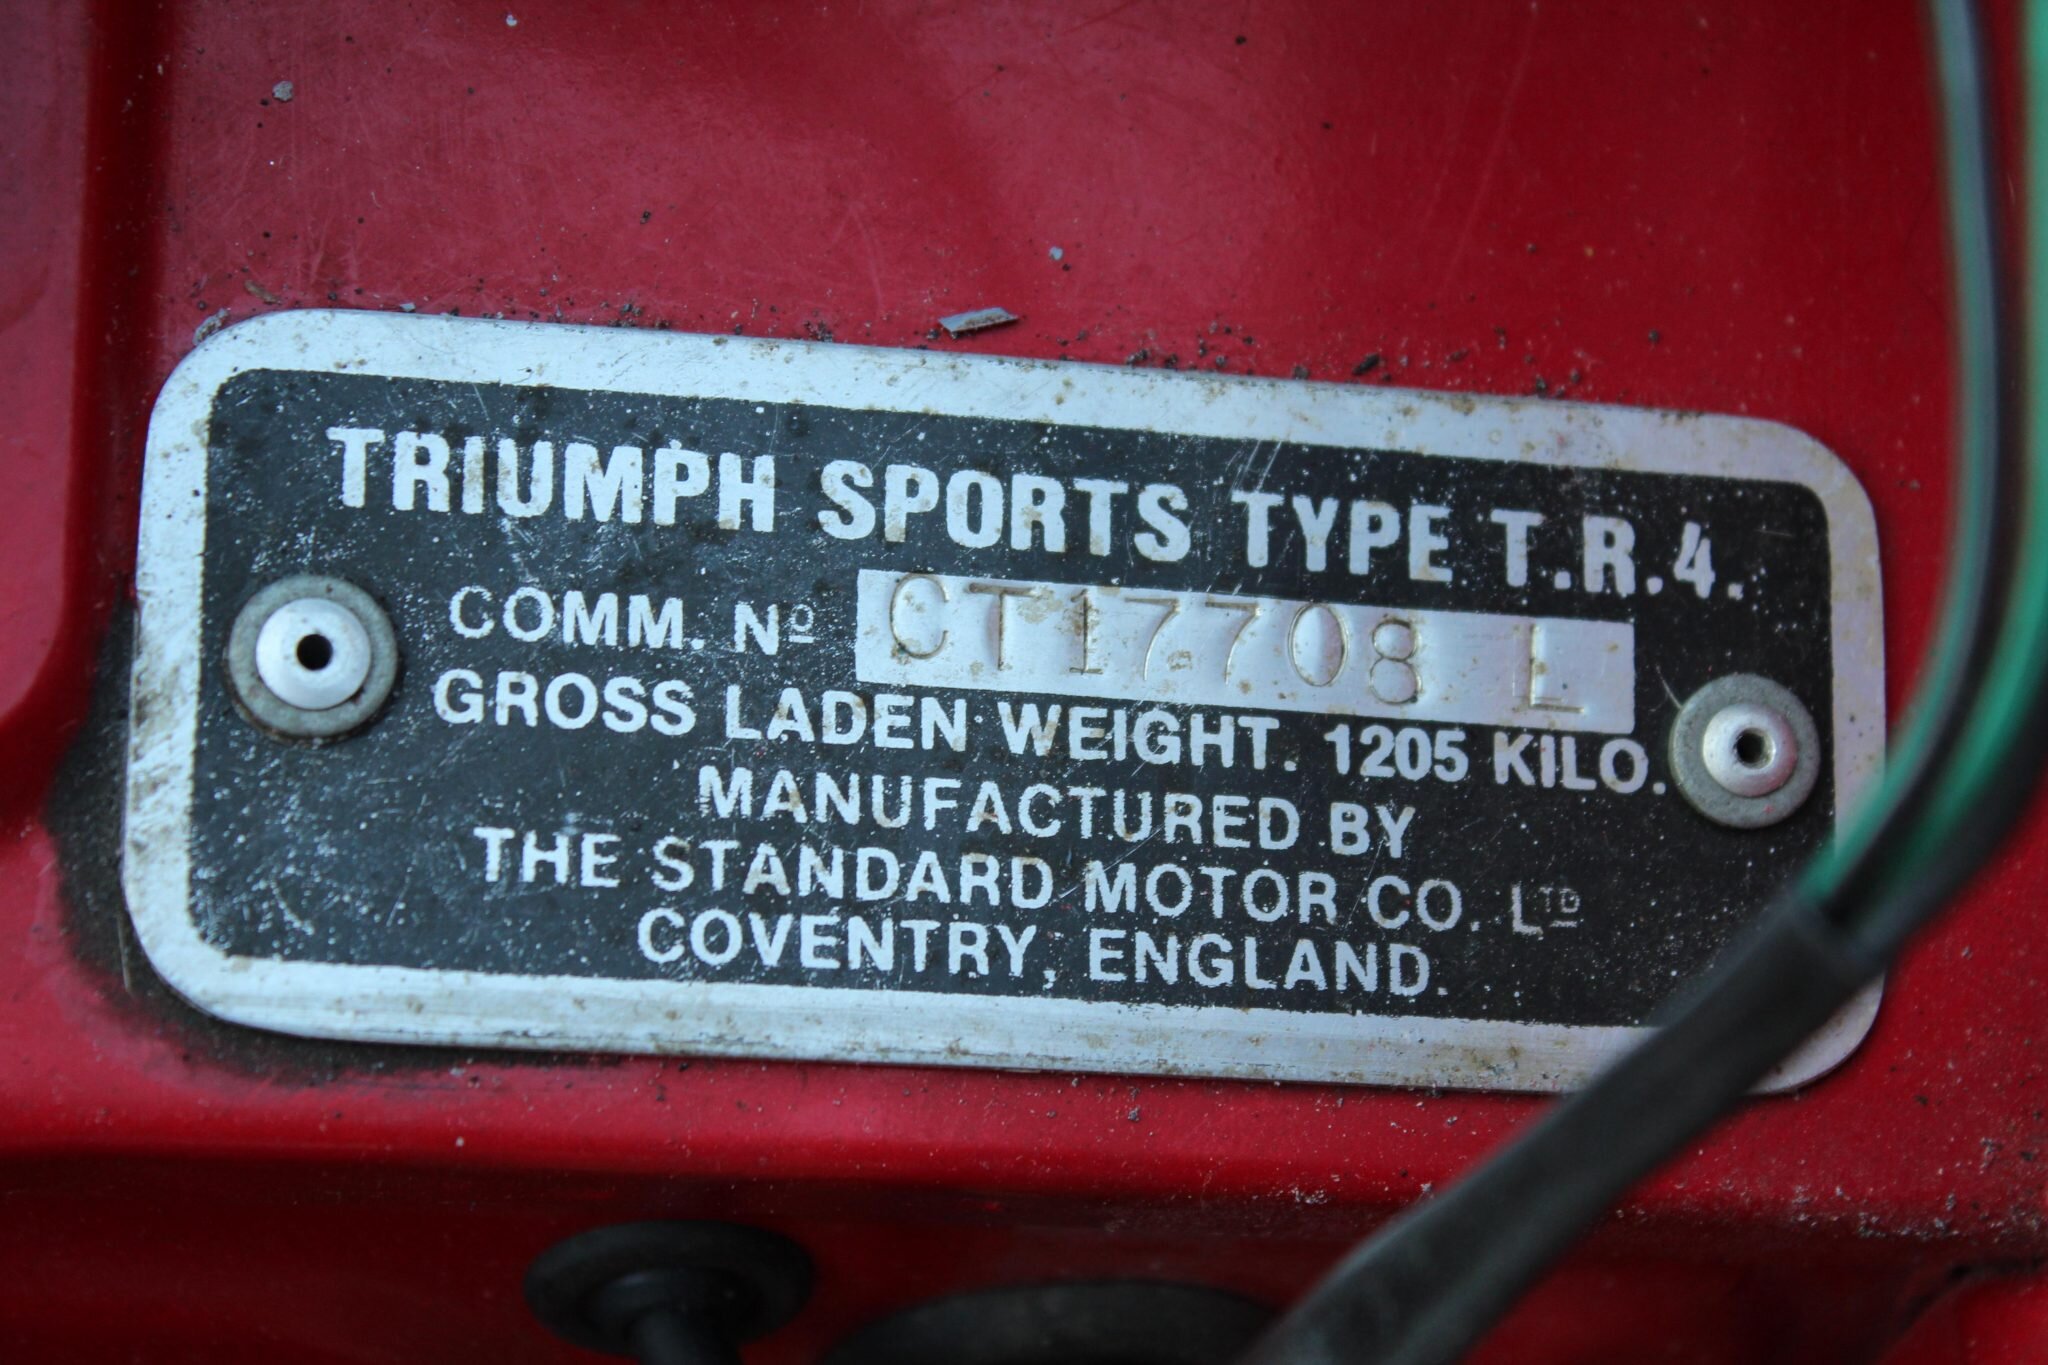 TRIUMPH SPORTS TYPE T.R.4.
COMM. Nº CT17708 L
GROSS LADEN WEIGHT. 1205 KILO.
MANUFACTURED BY
THE STANDARD MOTOR CO. LTD
COVENTRY, ENGLAND.